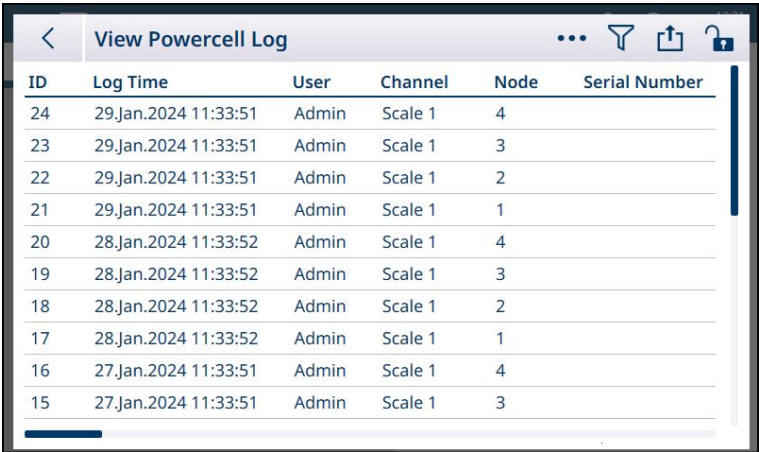 View Powercell Log
ID Log Time User Channel Node Serial Number
24 29.Jan.2024 11:33:51 Admin Scale 1 4
23 29.Jan.2024 11:33:51 Admin Scale 1 3
22 29.Jan.2024 11:33:51 Admin Scale 1 2
21 29.Jan.2024 11:33:51 Admin Scale 1 1
20 28.Jan.2024 11:33:52 Admin Scale 1 4
19 28.Jan.2024 11:33:52 Admin Scale 1 3
18 28.Jan.2024 11:33:52 Admin Scale 1 2
17 28.Jan.2024 11:33:52 Admin Scale 1 1
16 27.Jan.2024 11:33:51 Admin Scale 1 4
15 27.Jan.2024 11:33:51 Admin Scale 1 3